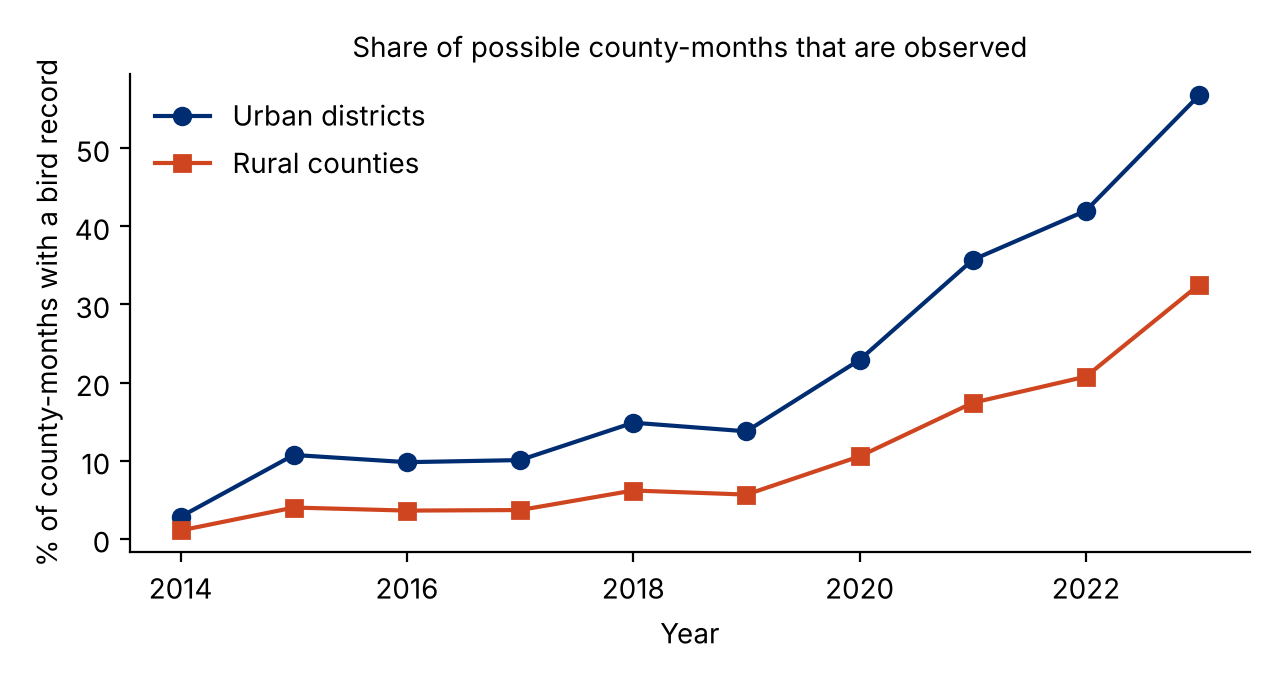 Share of possible county-months that are observed
% of county-months with a bird record
Urban districts
Rural counties
50
40
30
20
10
0
2014
2016
2018
2020
2022
Year